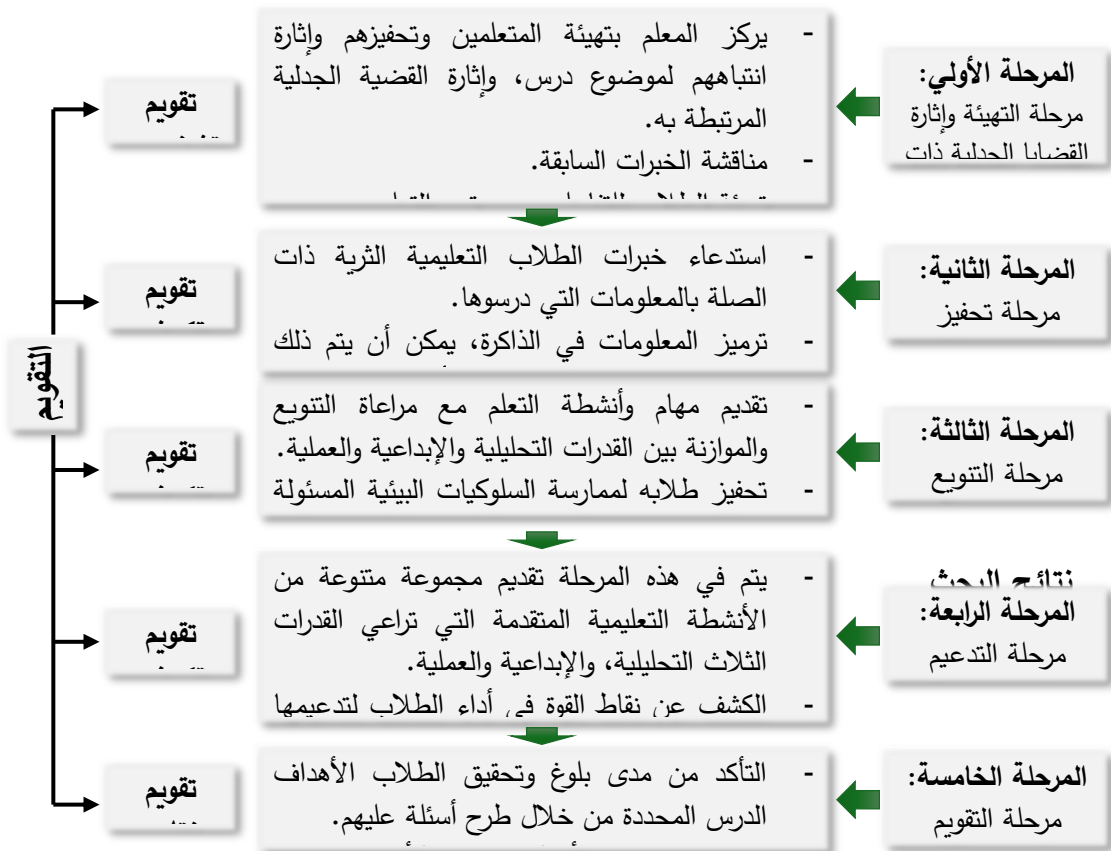 المرحلة الأولي:
مرحلة التهيئة وإثارة
القضايا الجدلية ذات
- يركز المعلم بتهيئة المتعلمين وتحفيزهم وإثارة
انتباههم لموضوع درس، وإثارة القضية الجدلية
المرتبطة به.
- مناقشة الخبرات السابقة.
تقويم
المرحلة الثانية:
مرحلة تحفيز
- استدعاء خبرات الطلاب التعليمية الثرية ذات
الصلة بالمعلومات التي درسوها.
- ترميز المعلومات في الذاكرة، يمكن أن يتم ذلك
تقويم
التقويم
المرحلة الثالثة:
مرحلة التنويع
- تقديم مهام وأنشطة التعلم مع مراعاة التنويع
والموازنة بين القدرات التحليلية والإبداعية والعملية.
- تحفيز طلابه لممارسة السلوكيات البيئية المسئولة
تقويم
نتائج البحث
المرحلة الرابعة:
مرحلة التدعيم
- يتم في هذه المرحلة تقديم مجموعة متنوعة من
الأنشطة التعليمية المتقدمة التي تراعي القدرات
الثلاث التحليلية، والإبداعية والعملية.
- الكشف عن نقاط القوة في أداء الطلاب لتدعيمها
تقويم
المرحلة الخامسة:
مرحلة التقويم
- التأكد من مدى بلوغ وتحقيق الطلاب الأهداف
الدرس المحددة من خلال طرح أسئلة عليهم.
تقويم